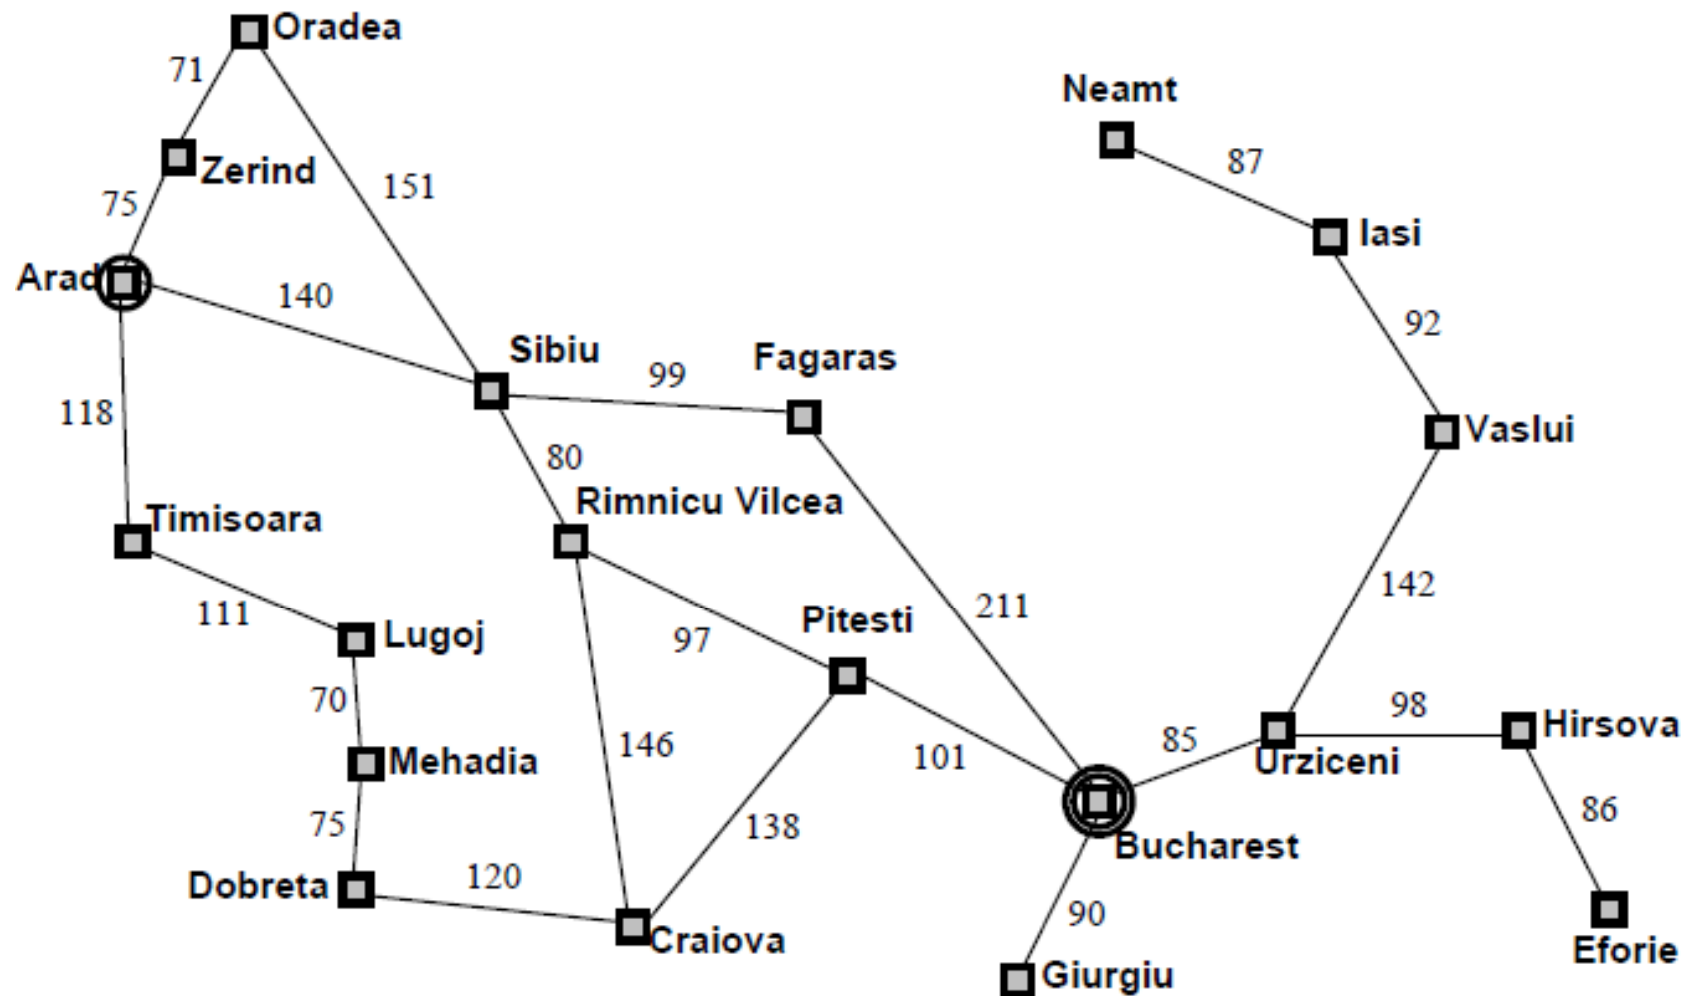 Oradea
71
Neamt
87
Zerind
151
75
Iasi
Arad
140
92
Sibiu
Fagaras
99
118
Vaslui
80
Rimnicu Vilcea
Timisoara
142
211
111
Pitesti
Lugoj
97
70
98
Hirsova
146
85
101
Urziceni
Mehadia
86
75
138
Bucharest
Dobreta
120
90
Craiova
Eforie
Giurgiu